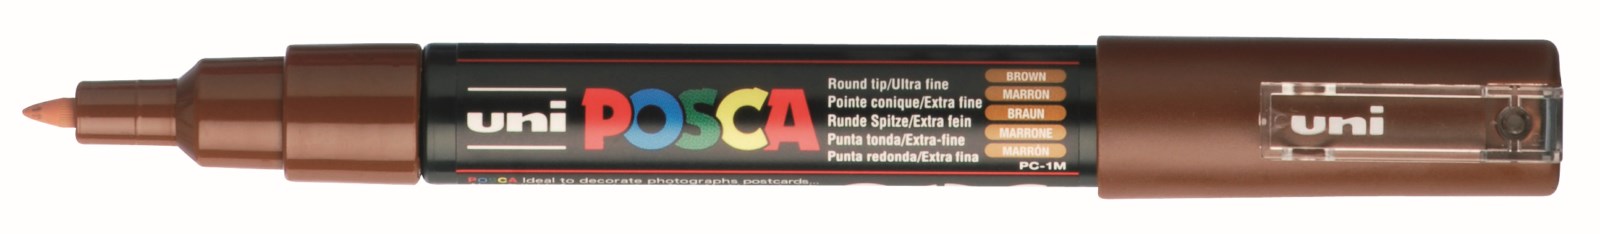 uni POSCA
Round tip/Ultra fine
Pointe conique/Extra fine
Runde Spitze/Extra fein
Punta tonda/Extra-fine
Punta redonda/Extra fina
BROWN
MARRON
BRAUN
MARRONE
MARRÓN
PC-1M
POSCA Ideal to decorate photographs postcards...
uni